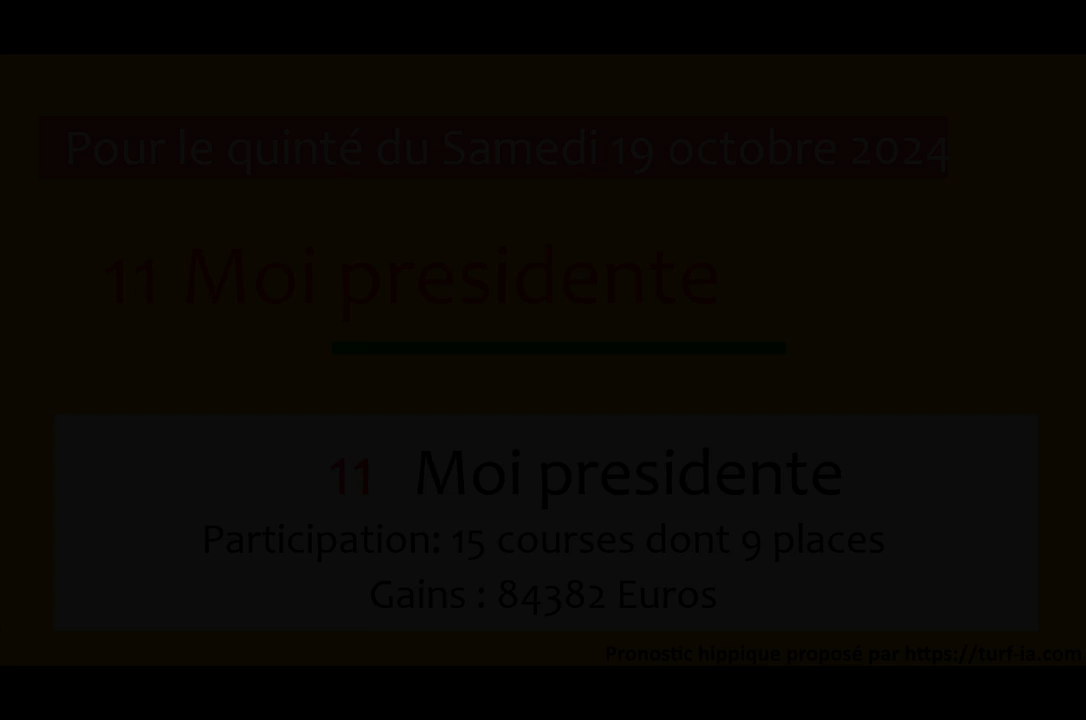 Pour le quinté du Samedi 19 octobre 2024
11 Moi presidente
11 Moi presidente
Participation: 15 courses dont 9 places
Gains : 84382 Euros
Pronostic hippique proposé par https://turf-ia.com